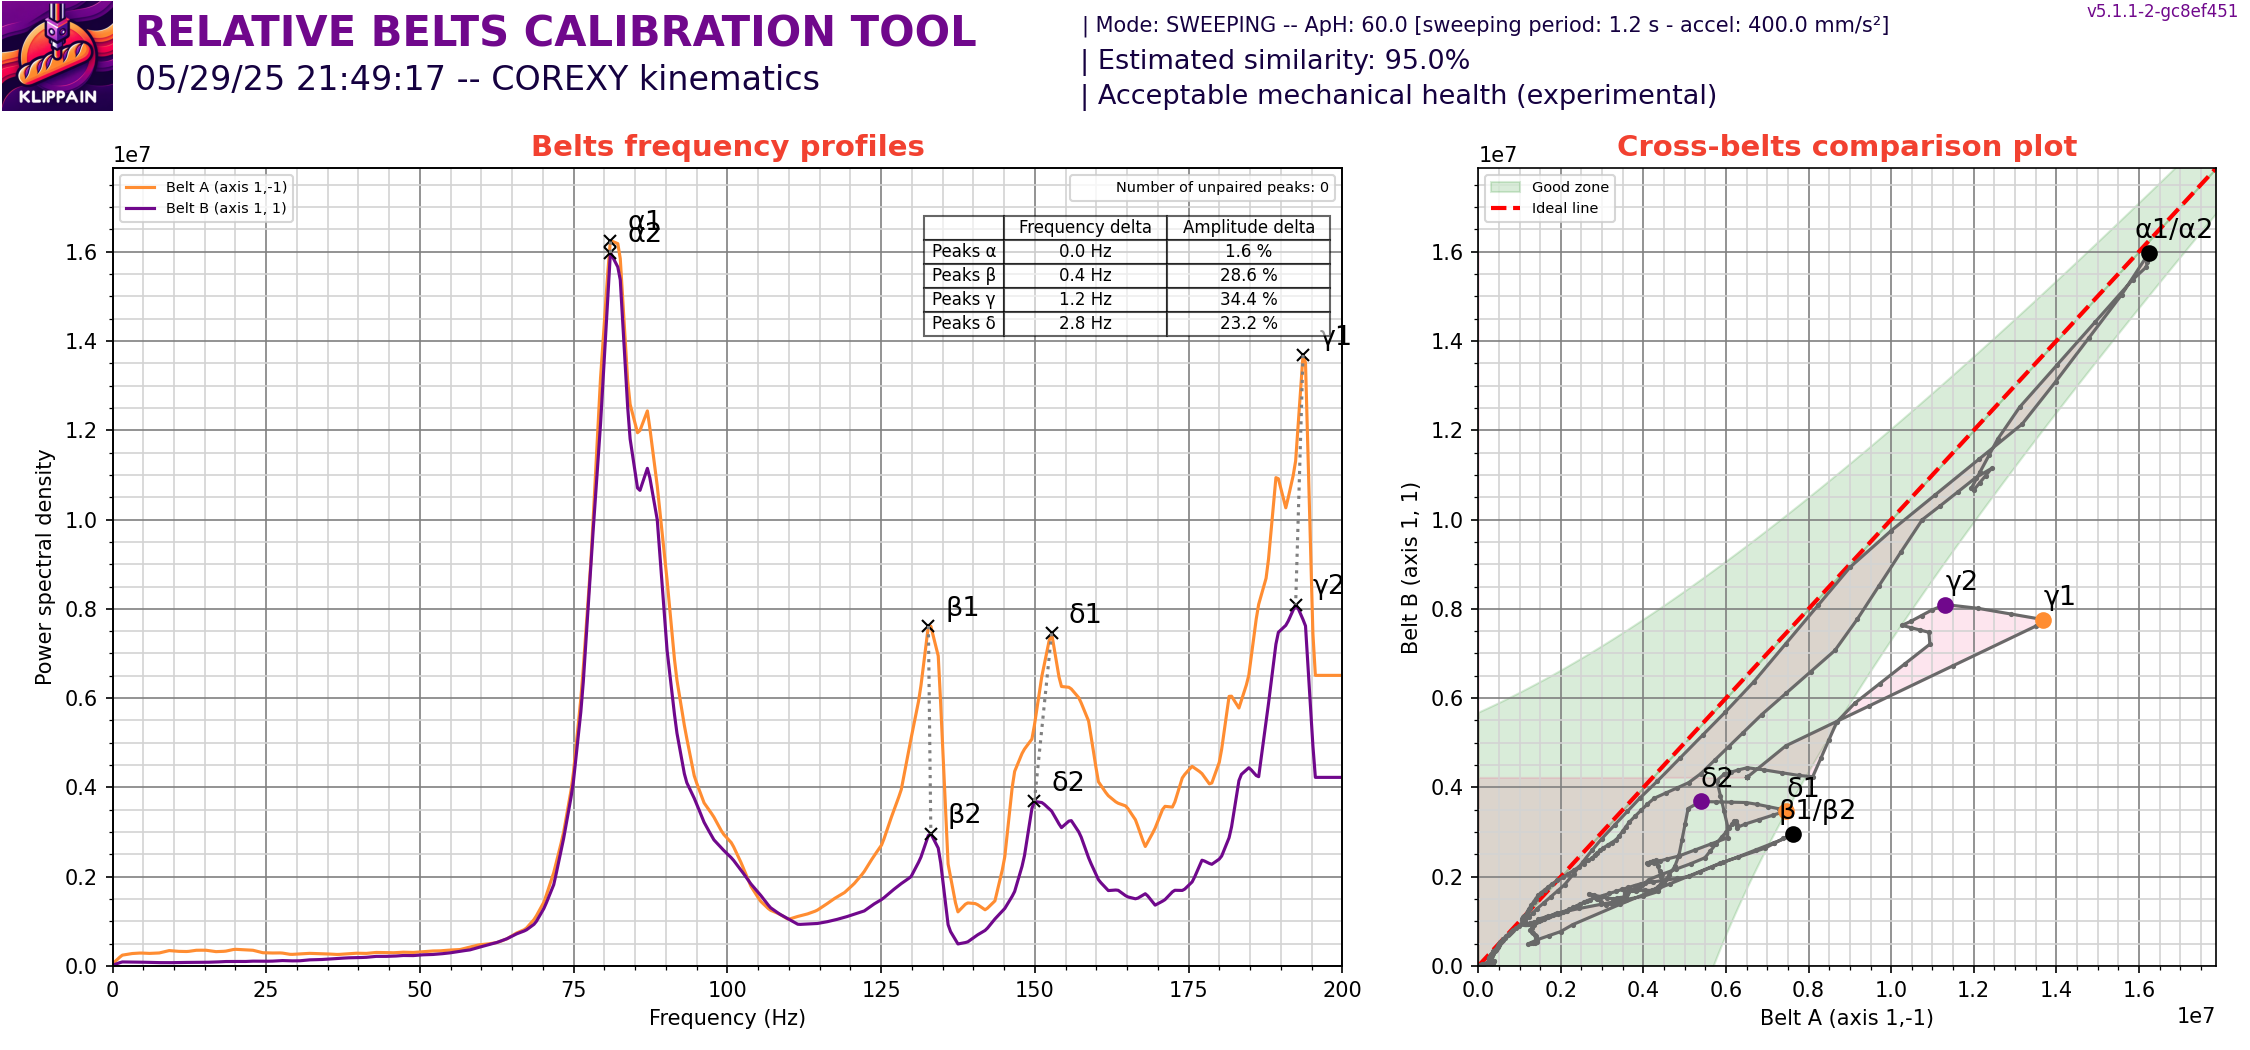 KLIPPAIN
RELATIVE BELTS CALIBRATION TOOL
05/29/25 21:49:17 -- COREXY kinematics
| Mode: SWEEPING -- ApH: 60.0 [sweeping period: 1.2 s - accel: 400.0 mm/s²]
| Estimated similarity: 95.0%
| Acceptable mechanical health (experimental)
v5.1.1-2-gc8ef451
Belts frequency profiles
1e7
Belt A (axis 1,-1)
Belt B (axis 1, 1)
Number of unpaired peaks: 0
Frequency delta Amplitude delta
Peaks α 0.0 Hz 1.6 %
Peaks β 0.4 Hz 28.6 %
Peaks γ 1.2 Hz 34.4 %
Peaks δ 2.8 Hz 23.2 %
α1
α2
γ1
γ2
β1
δ1
δ2
β2
1.6
1.4
1.2
1.0
0.8
0.6
0.4
0.2
0.0
Power spectral density
0 25 50 75 100 125 150 175 200
Frequency (Hz)
Cross-belts comparison plot
1e7
Good zone
Ideal line
α1/α2
γ2
γ1
δ2
δ1
β1/β2
1.6
1.4
1.2
1.0
0.8
0.6
0.4
0.2
0.0
Belt B (axis 1, 1)
0.0 0.2 0.4 0.6 0.8 1.0 1.2 1.4 1.6
Belt A (axis 1,-1)
1e7